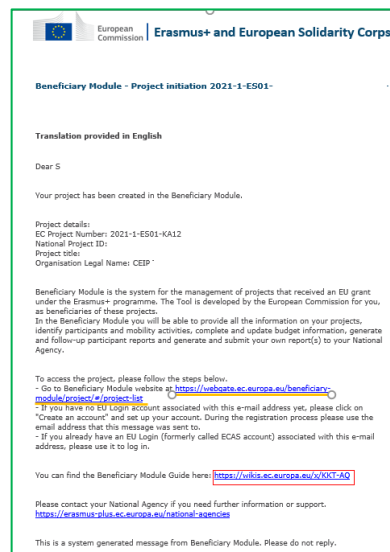 European
Commission
Erasmus+ and European Solidarity Corps
Beneficiary Module - Project initiation 2021-1-ES01-
Translation provided in English
Dear S
Your project has been created in the Beneficiary Module.
Project details:
EC Project Number: 2021-1-ES01-KA12
National Project ID:
Project title:
Organisation Legal Name: CEIP
Beneficiary Module is the system for the management of projects that received an EU grant
under the Erasmus+ programme. The Tool is developed by the European Commission for you,
as beneficiaries of these projects.
In the Beneficiary Module you will be able to provide all the information on your projects,
identify participants and mobility activities, complete and update budget information, generate
and follow-up participant reports and generate and submit your own report(s) to your National
Agency.
To access the project, please follow the steps below.
- Go to Beneficiary Module website at https://webgate.ec.europa.eu/beneficiary-
module/project/#/project-list
- If you have no EU Login account associated with this e-mail address yet, please click on
"Create an account" and set up your account. During the registration process please use the
email address that this message was sent to.
- If you already have an EU Login (formerly called ECAS account) associated with this e-mail
address, please use it to log in.
You can find the Beneficiary Module Guide here: https://wikis.ec.europa.eu/x/KKT-AQ
Please contact your National Agency if you need further information or support.
https://erasmus-plus.ec.europa.eu/national-agencies
This is a system generated message from Beneficiary Module. Please do not reply.